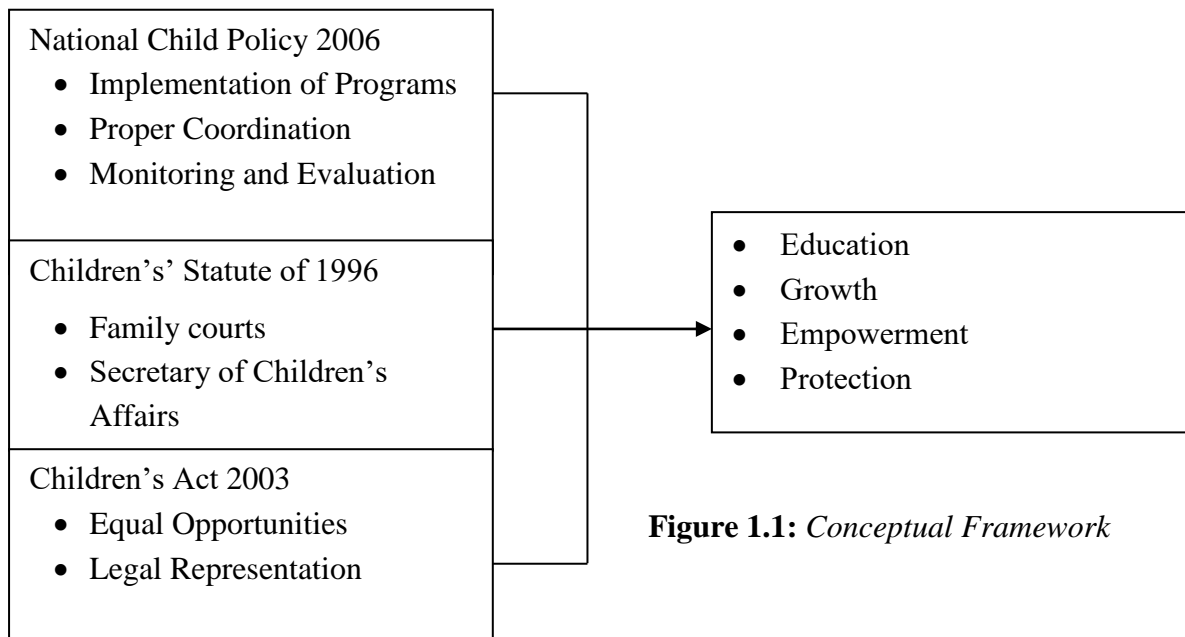 National Child Policy 2006
• Implementation of Programs
• Proper Coordination
• Monitoring and Evaluation
Children's’ Statute of 1996
• Family courts
• Secretary of Children's
Affairs
Children's Act 2003
• Equal Opportunities
• Legal Representation
• Education
• Growth
• Empowerment
• Protection
Figure 1.1: Conceptual Framework